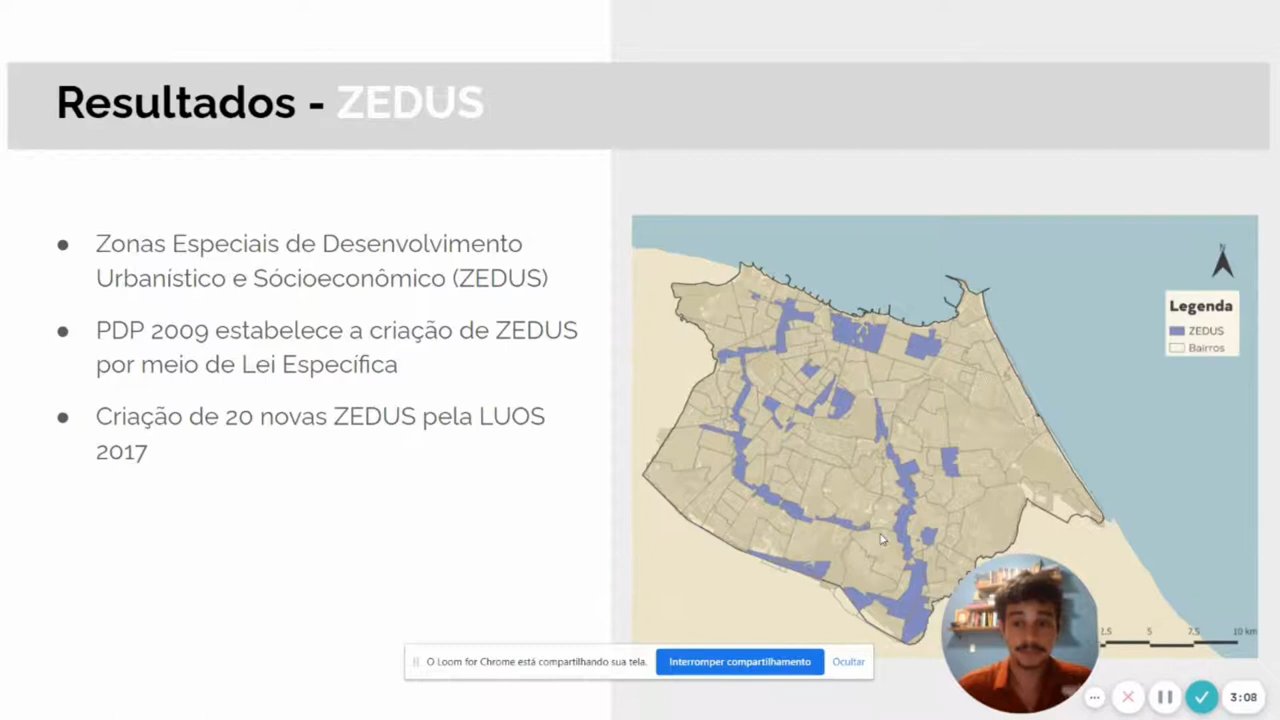 Resultados - ZEDUS
● Zonas Especiais de Desenvolvimento
Urbanístico e Sócioeconômico (ZEDUS)
● PDP 2009 estabelece a criação de ZEDUS
por meio de Lei Específica
● Criação de 20 novas ZEDUS pela LUOS
2017
N
Legenda
ZEDUS
Bairros
2.5 5 7.5 10 km
O Loom for Chrome está compartilhando sua tela.
Interromper compartilhamento
Ocultar
3:08